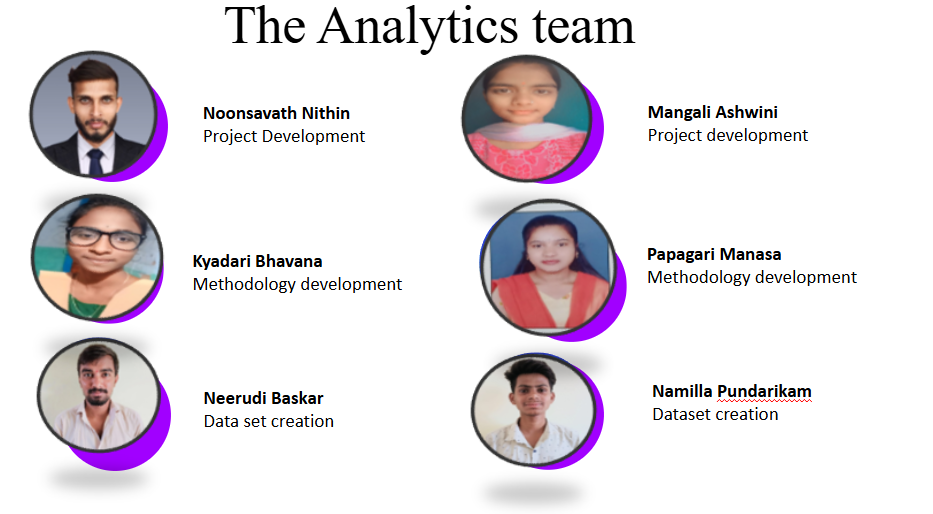 The Analytics team
Noonsavath Nithin
Project Development
Mangali Ashwini
Project development
Kyadari Bhavana
Methodology development
Papagari Manasa
Methodology development
Neerudi Baskar
Data set creation
Namilla Pundarikam
Dataset creation